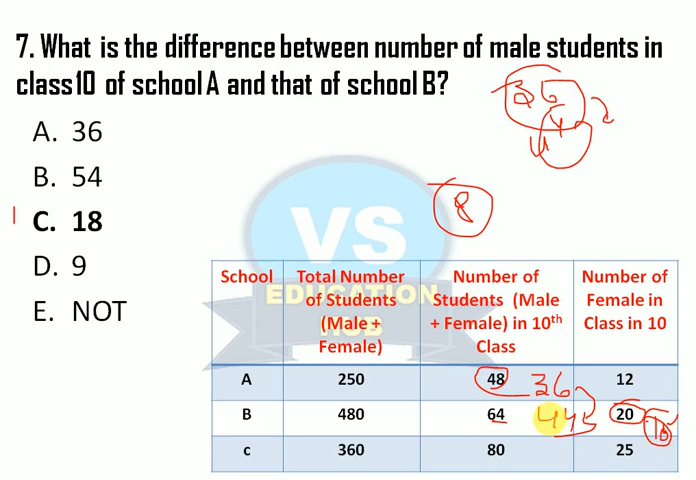 7. What is the difference between number of male students in
class10 of school A and that of school B?
A. 36
B. 54
C. 18
D. 9
E. NOT
8
VS
EDUCATION
HUB
School Total Number of Students (Male + Female) Number of Students (Male + Female) in 10th Class Number of Female in Class in 10
A 250 48 36 12
B 480 64 44 20
c 360 80 25